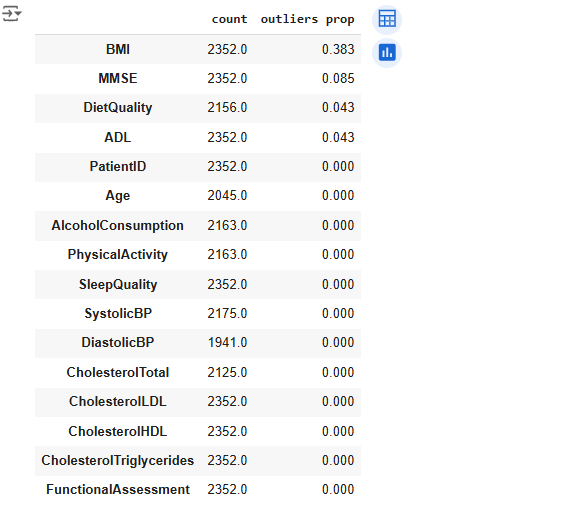 count outliers prop
BMI 2352.0 0.383
MMSE 2352.0 0.085
DietQuality 2156.0 0.043
ADL 2352.0 0.043
PatientID 2352.0 0.000
Age 2045.0 0.000
AlcoholConsumption 2163.0 0.000
PhysicalActivity 2163.0 0.000
SleepQuality 2352.0 0.000
SystolicBP 2175.0 0.000
DiastolicBP 1941.0 0.000
CholesterolTotal 2125.0 0.000
CholesterolLDL 2352.0 0.000
CholesterolHDL 2352.0 0.000
CholesterolTriglycerides 2352.0 0.000
FunctionalAssessment 2352.0 0.000